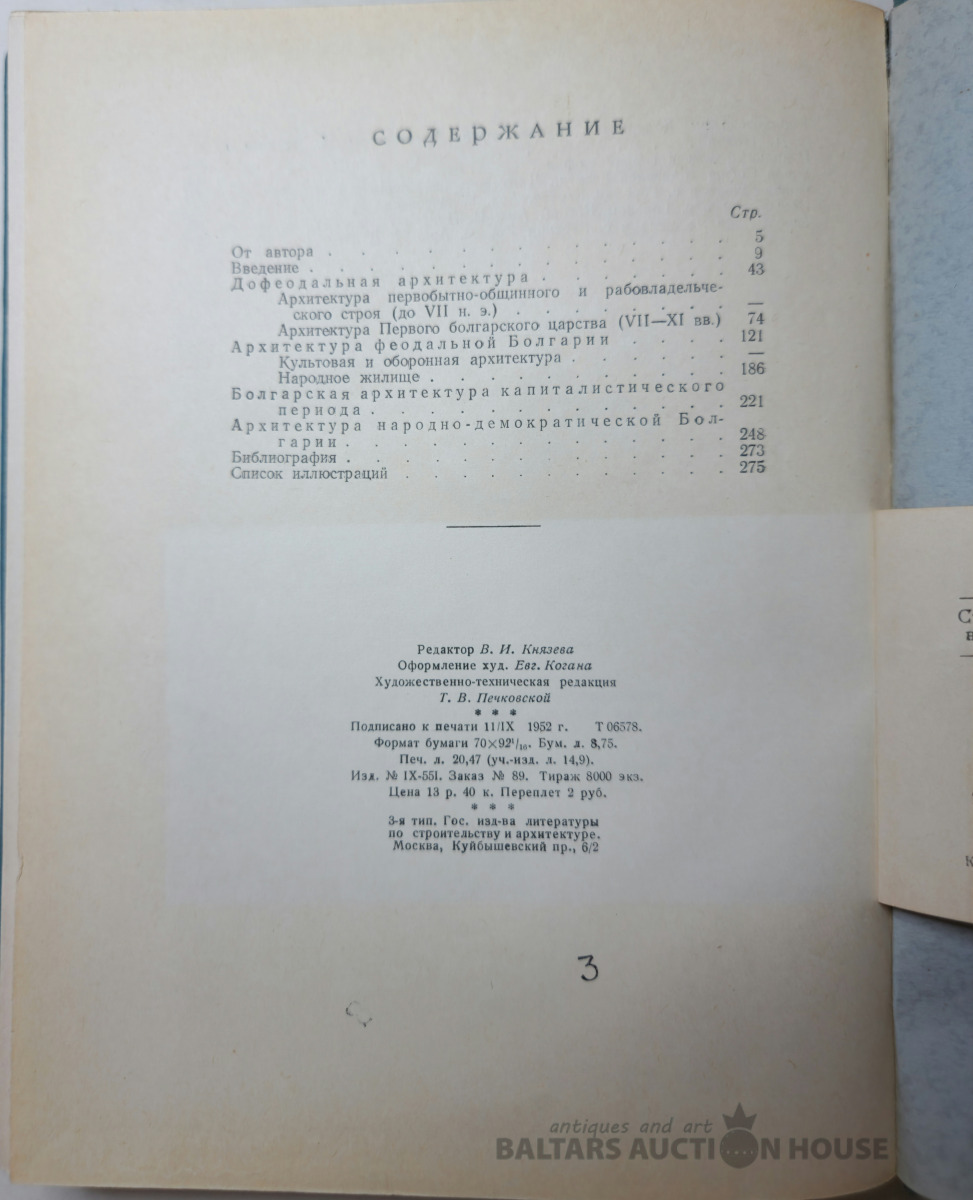 СОДЕРЖАНИЕ
Стр.
От автора . . . . . . . . . . . . . 5
Введение . . . . . . . . . . . . . 9
Дофеодальная архитектура . . . . . . . 43
Архитектура первобытно-общинного и рабовладельче-
ского строя (до VII н. э.) . . . . . . . —
Архитектура Первого болгарского царства (VII—XI вв.) 74
Архитектура феодальной Болгарии . . . . 121
Культовая и оборонная архитектура . . . . . . —
Народное жилище . . . . . . . . . . . 186
Болгарская архитектура капиталистического
периода . . . . . . . . . . . . . 221
Архитектура народно-демократической Бол-
гарии . . . . . . . . . . . . . . 248
Библиография . . . . . . . . . . . . . 273
Список иллюстраций . . . . . . . . . . . 275
Редактор В. И. Князева
Оформление худ. Евг. Когана
Художественно-техническая редакция
Т. В. Печковской
* * *
Подписано к печати 11/IX 1952 г. Т 06578.
Формат бумаги 70×92¹/₁₆. Бум. л. 8,75.
Печ. л. 20,47 (уч.-изд. л. 14,9).
Изд. № IX-551. Заказ № 89. Тираж 8000 экз.
Цена 13 р. 40 к. Переплет 2 руб.
* * *
3-я тип. Гос. изд-ва литературы
по строительству и архитектуре.
Москва, Куйбышевский пр., 6/2
3
antiques and art
BALTARS AUCTION HOUSE